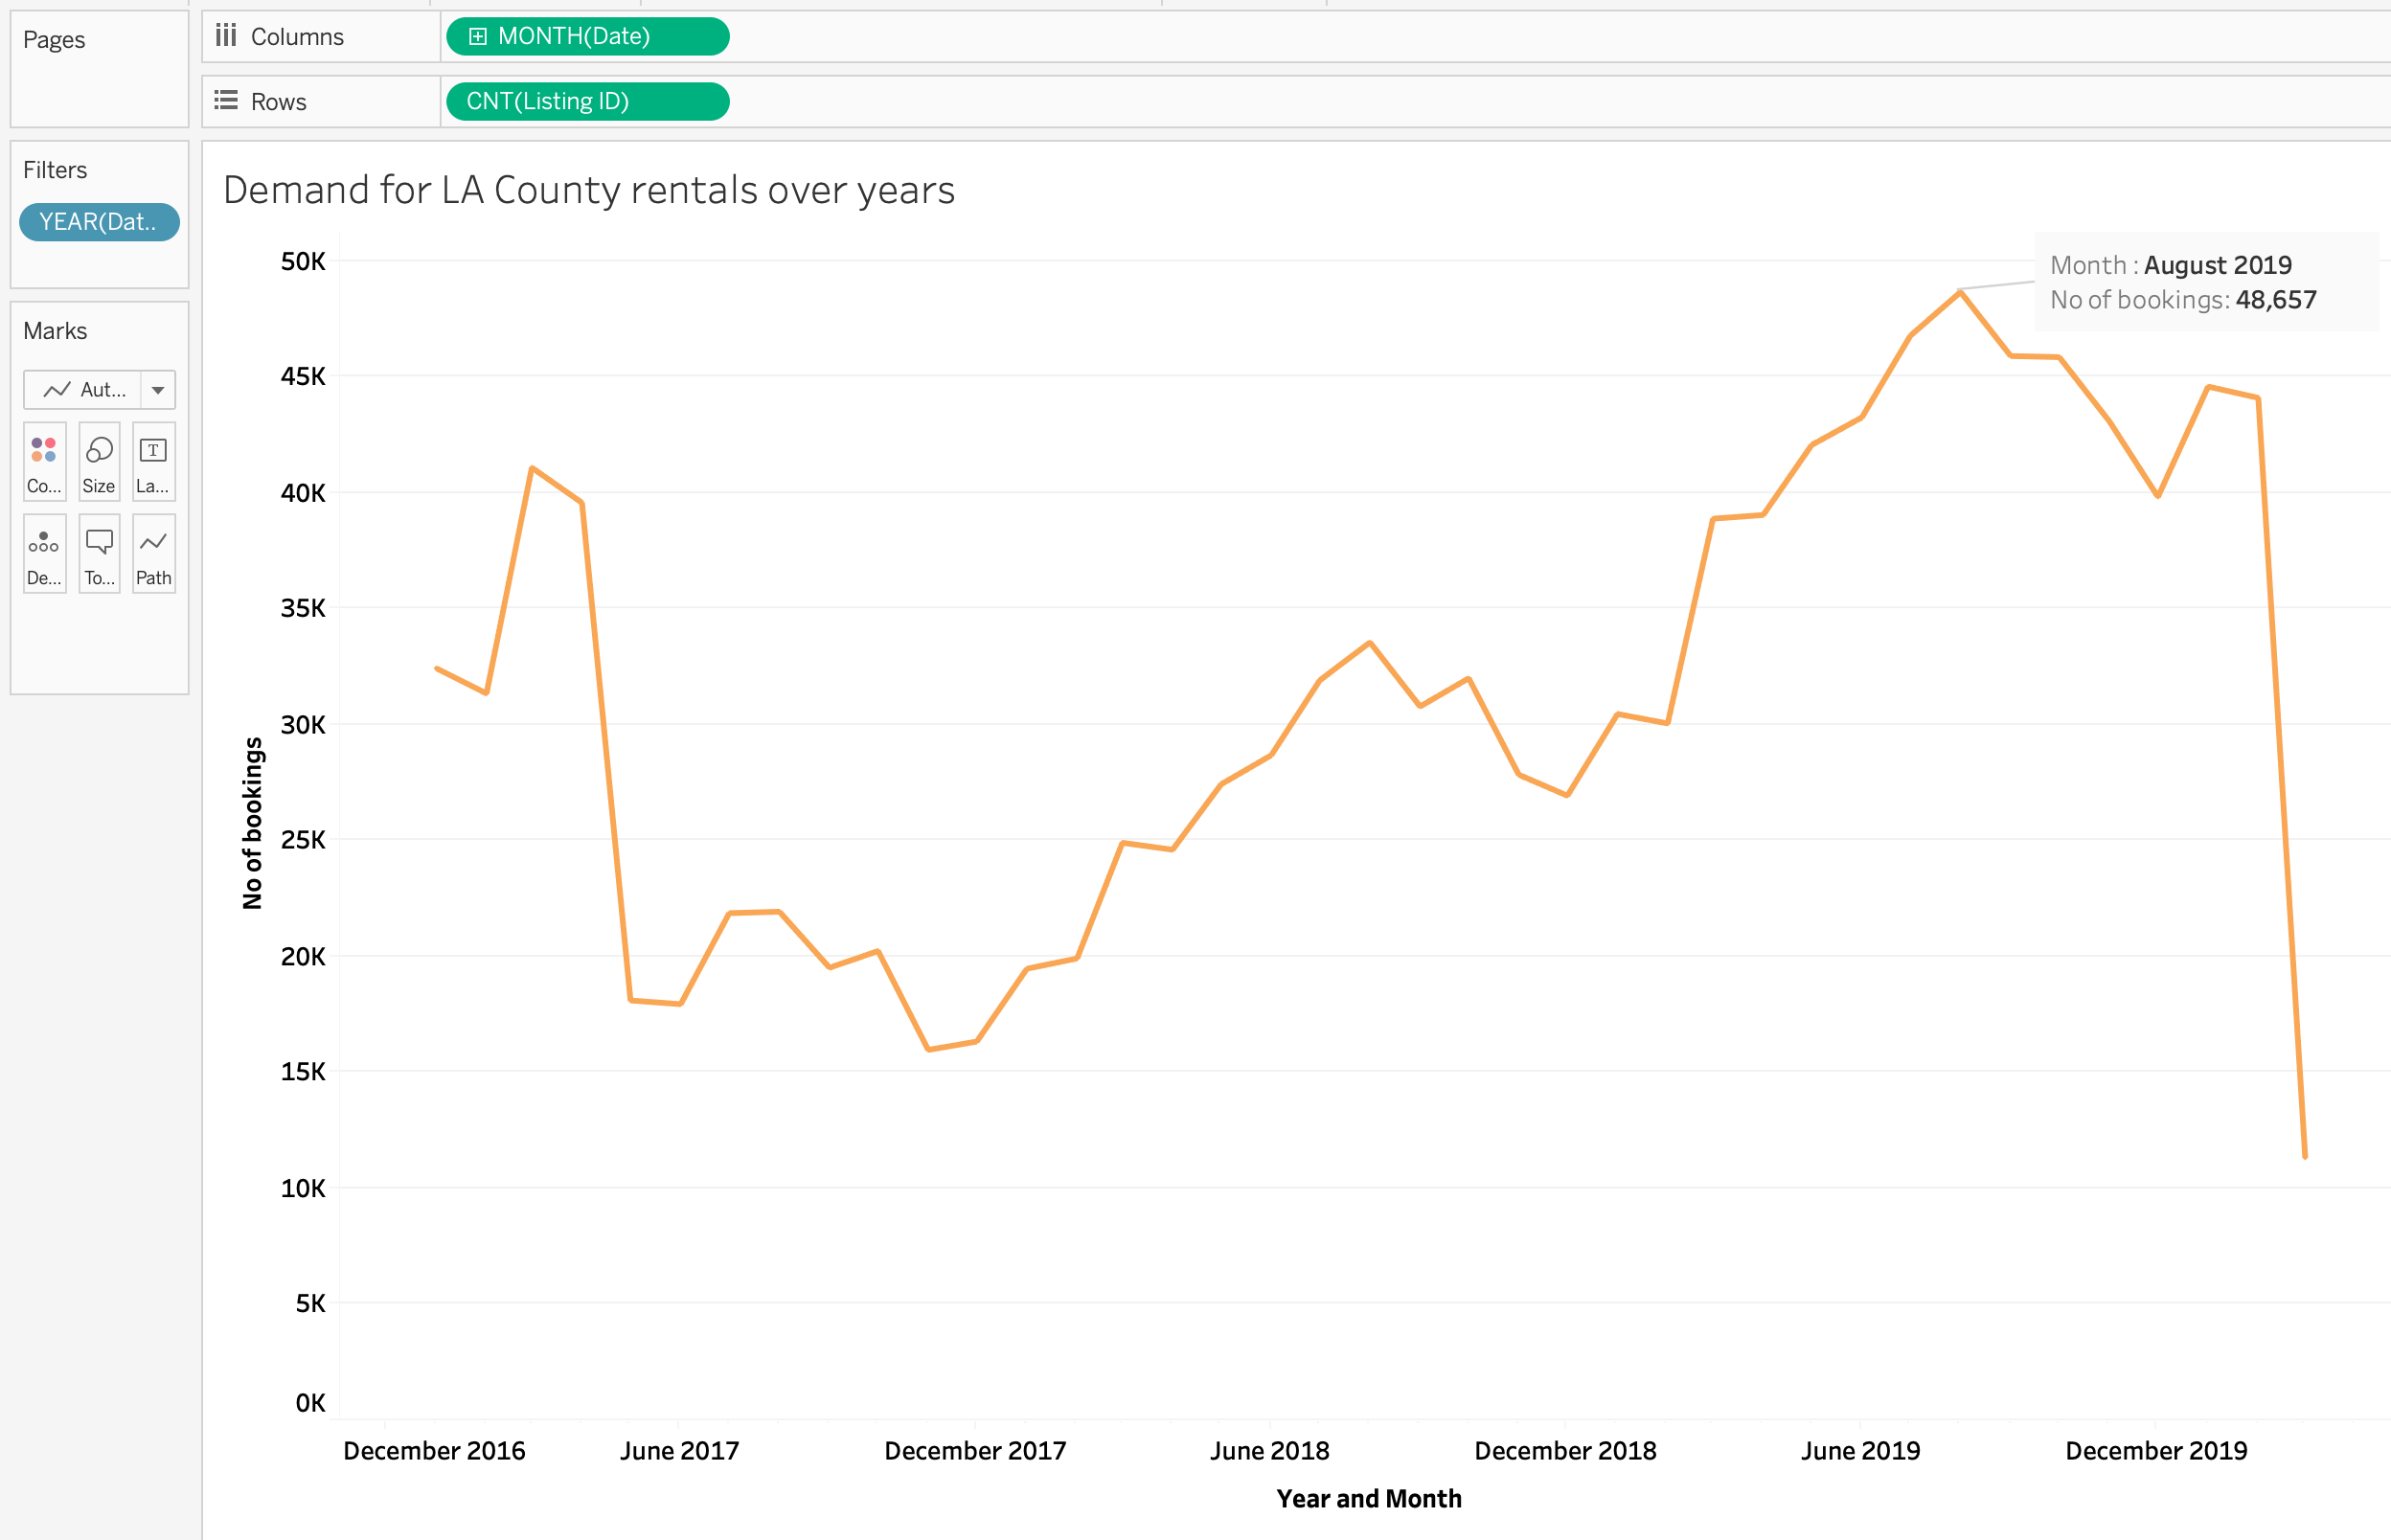 Pages
Columns
MONTH(Date)
Rows
CNT(Listing ID)
Filters
YEAR(Dat..
Marks
Aut...
Co...
Size
T
La...
De...
To...
Path
Demand for LA County rentals over years
Month : August 2019
No of bookings: 48,657
50K
45K
40K
35K
30K
25K
20K
15K
10K
5K
0K
No of bookings
December 2016
June 2017
December 2017
June 2018
December 2018
June 2019
December 2019
Year and Month